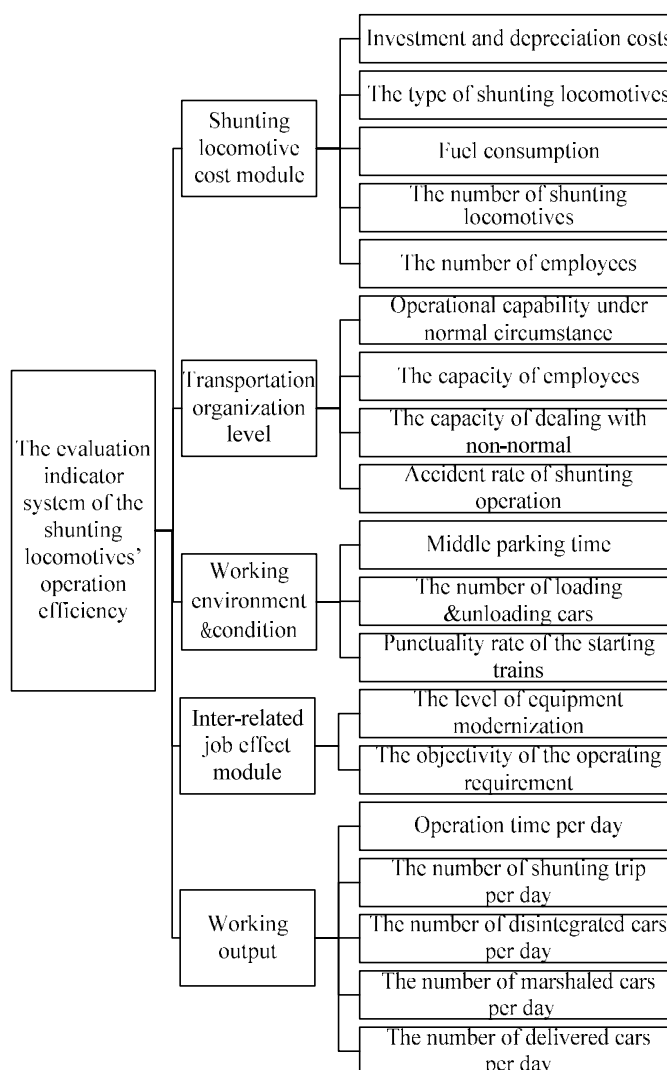 The evaluation
indicator
system of the
shunting
locomotives'
operation
efficiency
Shunting
locomotive
cost module
Investment and depreciation costs
The type of shunting locomotives
Fuel consumption
The number of shunting
locomotives
The number of employees
Transportation
organization
level
Operational capability under
normal circumstance
The capacity of employees
The capacity of dealing with
non-normal
Accident rate of shunting
operation
Working
environment
&condition
Middle parking time
The number of loading
&unloading cars
Punctuality rate of the starting
trains
Inter-related
job effect
module
The level of equipment
modernization
The objectivity of the operating
requirement
Working
output
Operation time per day
The number of shunting trip
per day
The number of disintegrated cars
per day
The number of marshaled cars
per day
The number of delivered cars
per day